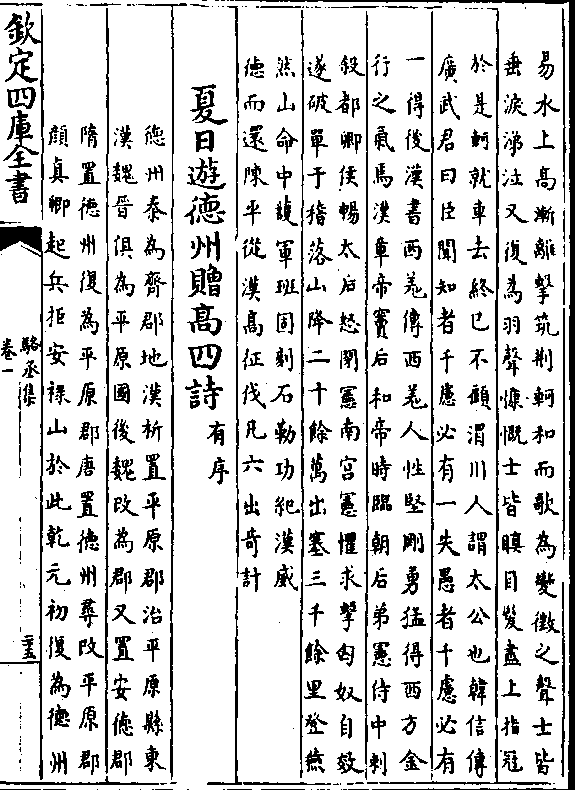 易水上高漸離擊筑荆軻和而歌為變徵之聲士皆
垂淚涕泣又復為羽聲慷慨士皆瞋目髮盡上指冠
於是軻就車去終已不顧渭川人謂太公也韓信傳
廣武君曰臣聞知者千慮必有一失愚者千慮必有
一得後漢書西羌傳西羌人性堅剛勇猛得西方金
行之氣焉漢章帝竇后和帝時臨朝后弟憲侍中刺
殺都鄉侯暢太后怒閉憲南宫憲懼求擊匈奴自效
遂破單于稽落山降二十餘萬出塞三千餘里登燕
然山命中護軍班固刻石勒功紀漢威
德而還陳平從漢高征伐凡六出奇計
夏日遊德州贈高四詩有序
德州秦為齊郡地漢析置平原郡治平原縣東
漢魏晉俱為平原國後魏改為郡又置安德郡
隋置德州復為平原郡唐置德州尋改平原郡
顔真卿起兵拒安禄山於此乾元初復為德州
欽定四庫全書
駱丞集
卷一
二五